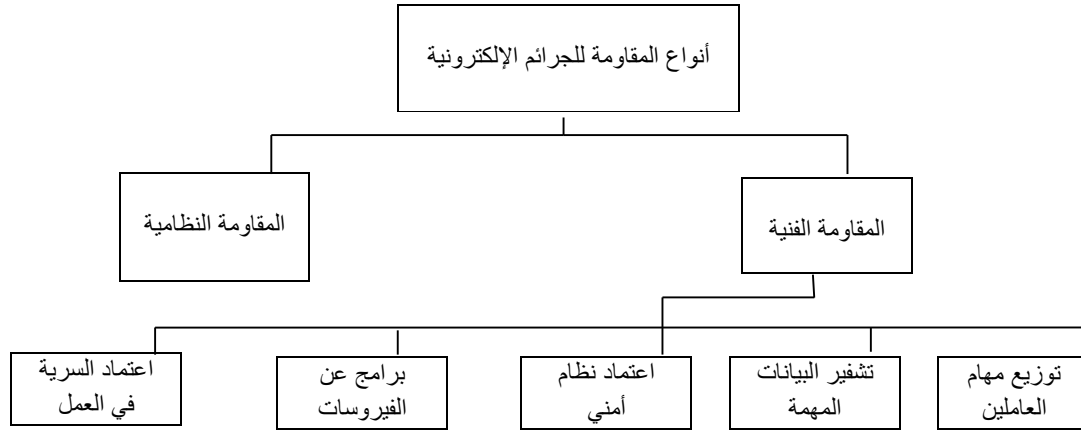 أنواع المقاومة للجرائم الإلكترونية
المقاومة الفنية
المقاومة النظامية
توزيع مهام
العاملين
تشفير البيانات
المهمة
اعتماد نظام
أمني
برامج عن
الفيروسات
اعتماد السرية
في العمل